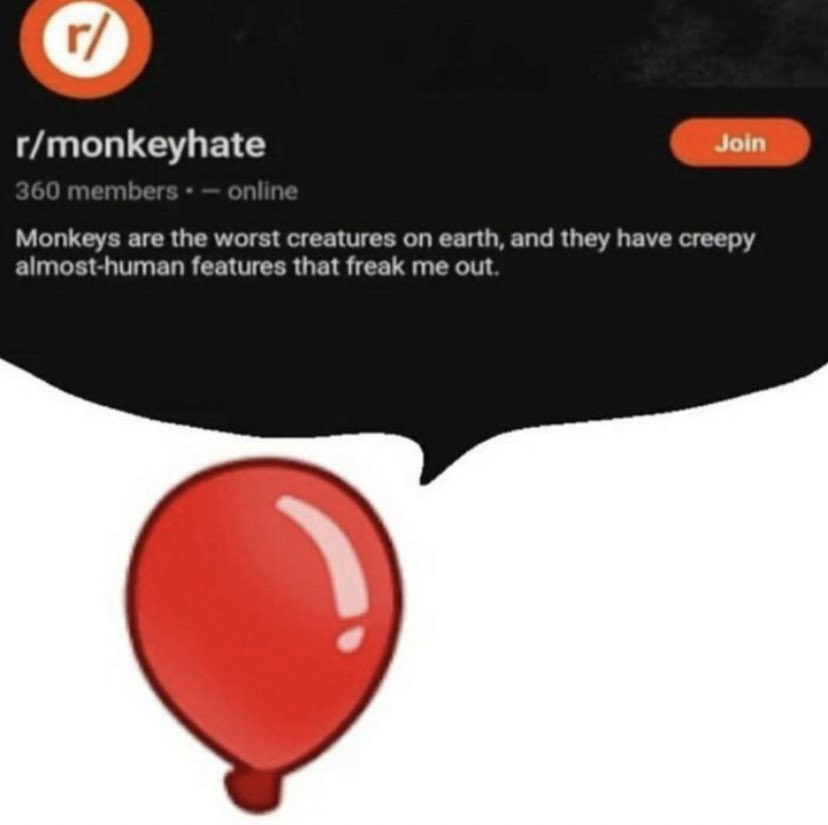 r/
r/monkeyhate
Join
360 members • — online
Monkeys are the worst creatures on earth, and they have creepy
almost-human features that freak me out.